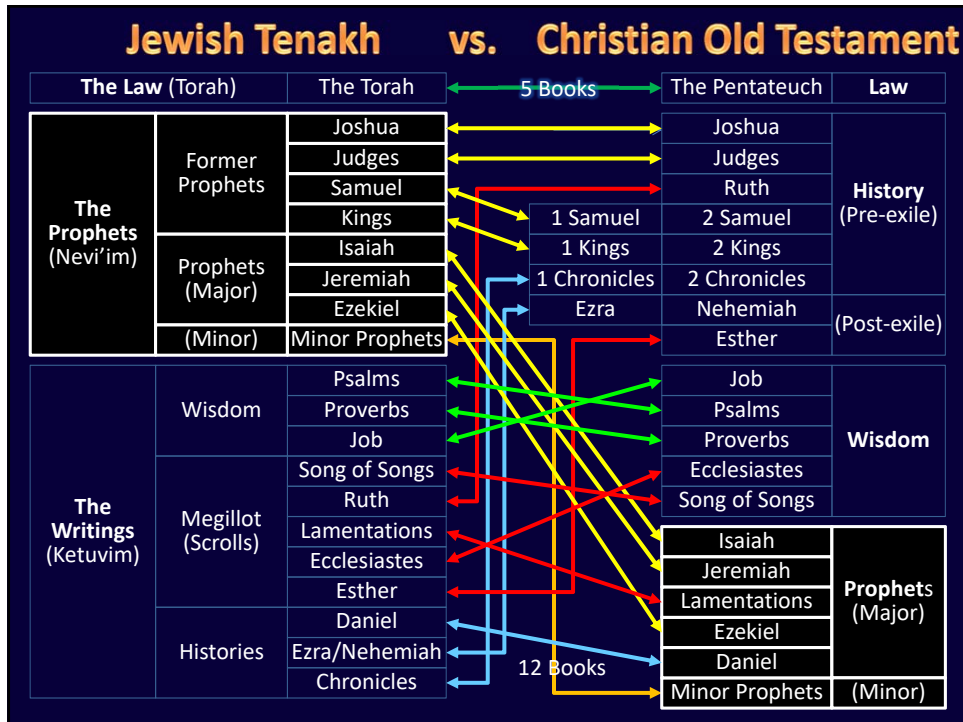 Jewish Tenakh vs. Christian Old Testament
The Law (Torah) The Torah 5 Books The Pentateuch Law
Joshua Joshua
Judges Judges
Former
Prophets
Samuel Ruth
History
(Pre-exile)
The
Prophets
(Nevi'im)
Kings 1 Samuel 2 Samuel
Isaiah 1 Kings 2 Kings
Prophets
(Major)
Jeremiah 1 Chronicles 2 Chronicles
Ezekiel Ezra Nehemiah
(Post-exile)
(Minor) Minor Prophets Esther
Psalms Job
Wisdom Proverbs Psalms
Job Proverbs
Wisdom
Song of Songs Ecclesiastes
Ruth Song of Songs
The
Writings
(Ketuvim)
Megillot
(Scrolls)
Lamentations Isaiah
Ecclesiastes Jeremiah
Esther Lamentations
Prophets
(Major)
Daniel Ezekiel
Histories Ezra/Nehemiah 12 Books Daniel
Chronicles Minor Prophets (Minor)